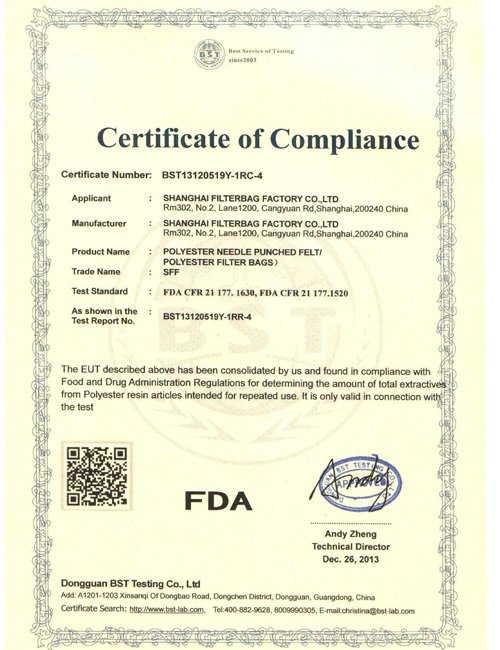 BST
Best Service of Testing
since2003
Certificate of Compliance
Certificate Number: BST13120519Y-1RC-4
Applicant : SHANGHAI FILTERBAG FACTORY CO.,LTD
Rm302, No.2, Lane1200, Cangyuan Rd,Shanghai,200240 China
Manufacturer : SHANGHAI FILTERBAG FACTORY CO.,LTD
Rm302, No.2, Lane1200, Cangyuan Rd,Shanghai,200240 China
Product Name : POLYESTER NEEDLE PUNCHED FELT/
POLYESTER FILTER BAGS）
Trade Name : SFF
Test Standard : FDA CFR 21 177. 1630, FDA CFR 21 177.1520
As shown in the : BST13120519Y-1RR-4
Test Report No.
BST
The EUT described above has been consolidated by us and found in compliance with
Food and Drug Administration Regulations for determining the amount of total extractives
from Polyester resin articles intended for repeated use. It is only valid in connection with
the test
FDA
BST TESTING CO.
Andy Zheng
Technical Director
Dec. 26, 2013
Dongguan BST Testing Co., Ltd
Add: A1201-1203 Xinsanqi Of Dongbao Road, Dongchen District, Dongguan, Guangdong, China
Certificate Search: http://www.bst-lab.com, Tel:400-882-9628, 8009990305, E-mail:christina@bst-lab.com